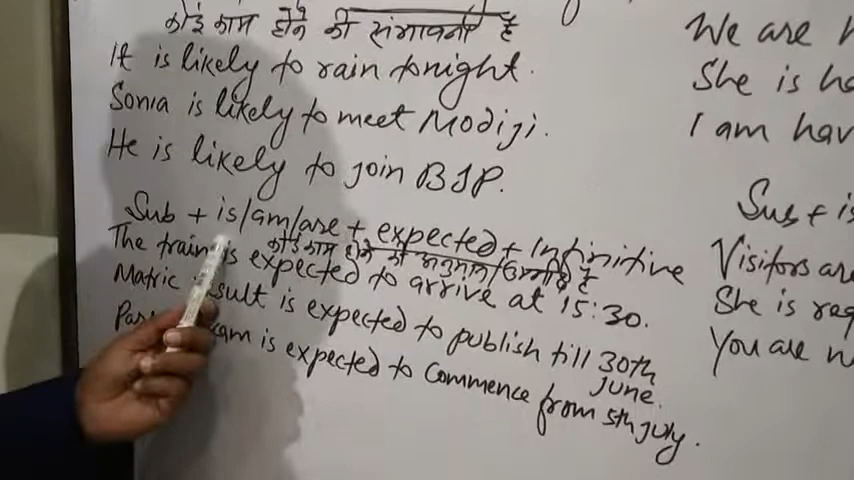 कोई काम होने की संभावना है
It is likely to rain tonight.
Sonia is likely to meet Modiji.
He is likely to join BJP.
Sub + is/am/are + expected + Infinitive
कोई काम होने की अनुमान/उम्मीद है
The train is expected to arrive at 15:30.
Matric sult is expected to publish till 30th
June.
am is expected to commence from 5th July.
We are
She is ha
I am hav
Sub + is
Visitors are
She is req
You are